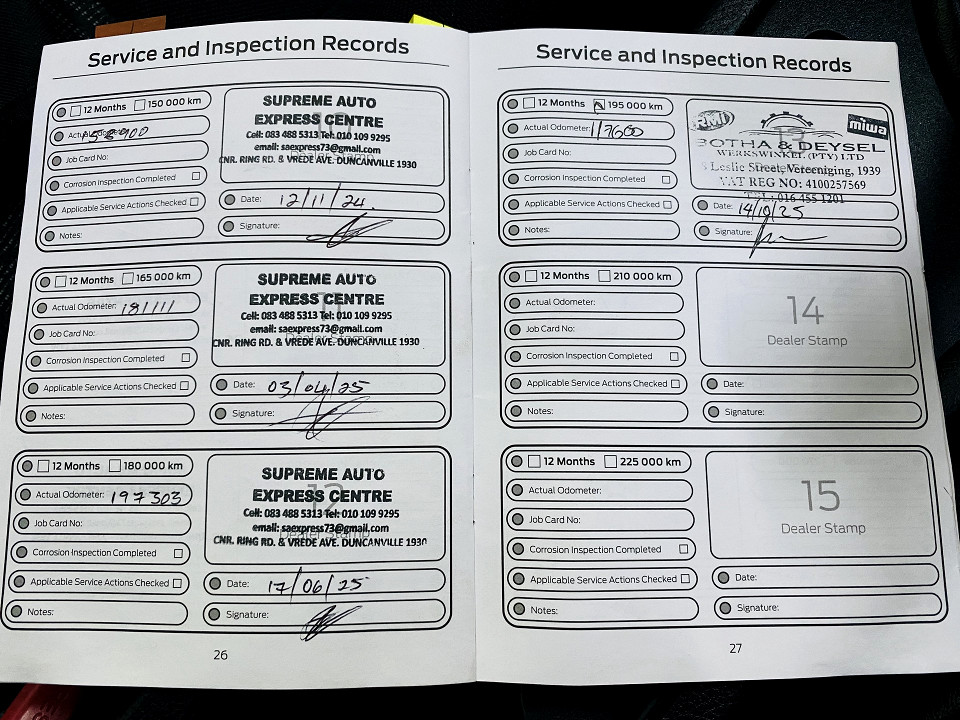 Service and Inspection Records
12 Months 150 000 km
Actual Odometer: 158900
Job Card No:
Corrosion Inspection Completed
Applicable Service Actions Checked
Notes:
SUPREME AUTO
EXPRESS CENTRE
Cell: 083 488 5313 Tel: 010 109 9295
email: saexpress73@gmail.com
CNR. RING RD. & VREDE AVE. DUNCANVILLE 1930
Dealer Stamp
Date: 12/11/24
Signature:
12 Months 165 000 km
Actual Odometer: 181111
Job Card No:
Corrosion Inspection Completed
Applicable Service Actions Checked
Notes:
SUPREME AUTO
EXPRESS CENTRE
Cell: 083 488 5313 Tel: 010 109 9295
email: saexpress73@gmail.com
CNR. RING RD. & VREDE AVE. DUNCANVILLE 1930
11
Dealer Stamp
Date: 03/04/25
Signature:
12 Months 180 000 km
Actual Odometer: 197303
Job Card No:
Corrosion Inspection Completed
Applicable Service Actions Checked
Notes:
SUPREME AUTO
EXPRESS CENTRE
Cell: 083 488 5313 Tel: 010 109 9295
email: saexpress73@gmail.com
CNR. RING RD. & VREDE AVE. DUNCANVILLE 1930
12
Dealer Stamp
Date: 17/06/25
Signature:
26
Service and Inspection Records
12 Months 195 000 km
Actual Odometer:
Job Card No:
Corrosion Inspection Completed
Applicable Service Actions Checked
Notes:
RMI
miwa
13
BOTHA & DEYSEL
WERKSWINKEL (PTY) LTD
Leslie Street, Vereeniging, 1939
VAT REG NO: 4100257569
TEL: 016 455 1201
Date: 14/10/25
Signature:
12 Months 210 000 km
Actual Odometer:
Job Card No:
Corrosion Inspection Completed
Applicable Service Actions Checked
Notes:
14
Dealer Stamp
Date:
Signature:
12 Months 225 000 km
Actual Odometer:
Job Card No:
Corrosion Inspection Completed
Applicable Service Actions Checked
Notes:
15
Dealer Stamp
Date:
Signature:
27